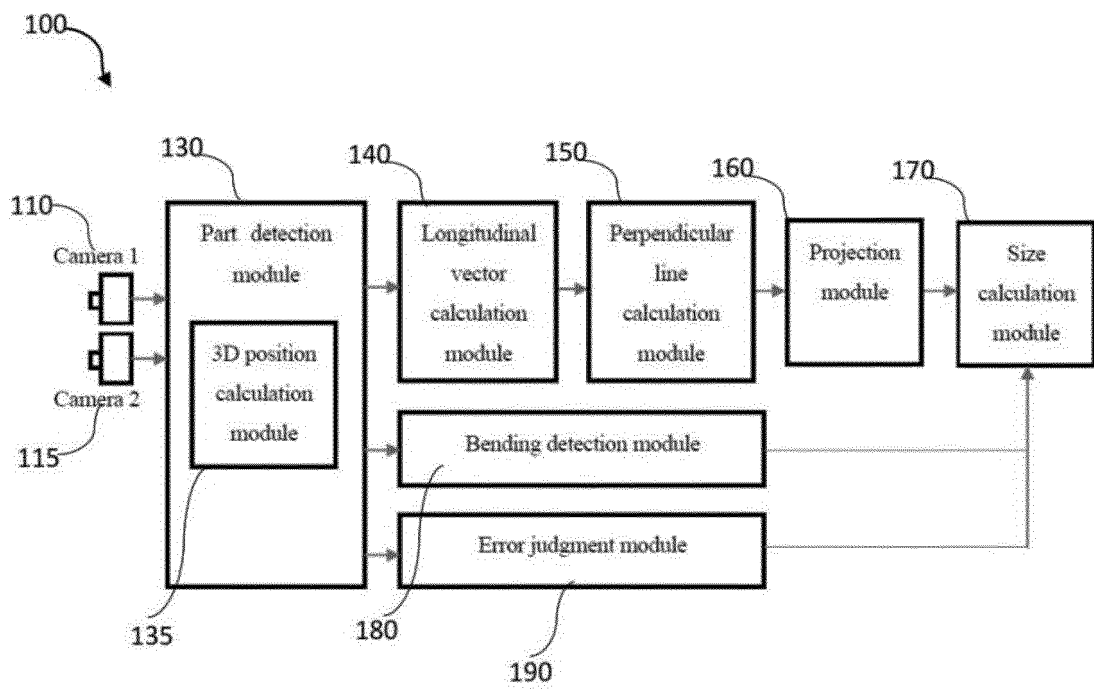 100
130
140
150
160
170
110
Camera 1
Part detection
module
Longitudinal
vector
calculation
module
Perpendicular
line
calculation
module
Projection
module
Size
calculation
module
3D position
calculation
module
Camera 2
115
Bending detection module
Error judgment module
135
180
190